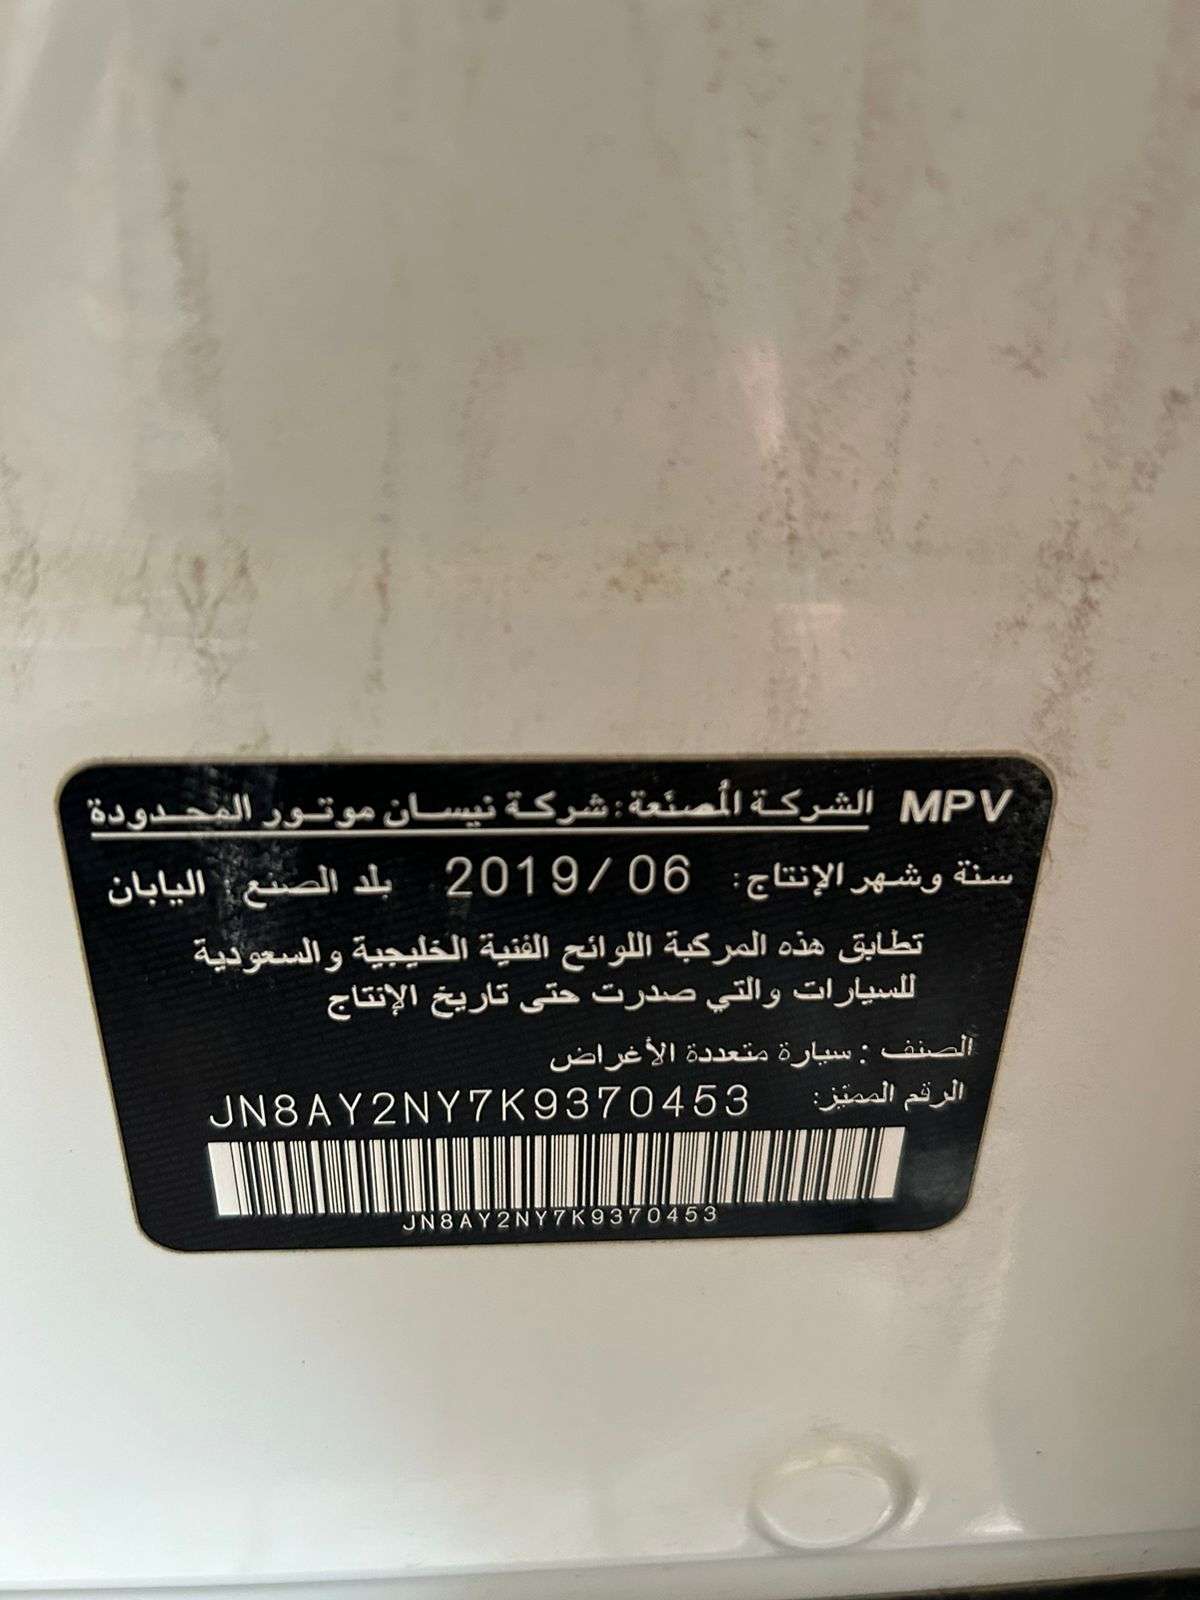 MPV الشركة المُصنَعة: شركة نيسان موتور المحدودة
سنة وشهر الإنتاج: 2019/06 بلد الصنع : اليابان
تطابق هذه المركبة اللوائح الفنية الخليجية والسعودية
للسيارات والتي صدرت حتى تاريخ الإنتاج
الصنف : سيارة متعددة الأغراض
الرقم المميّز: JN8AY2NY7K9370453
JN8AY2NY7K9370453